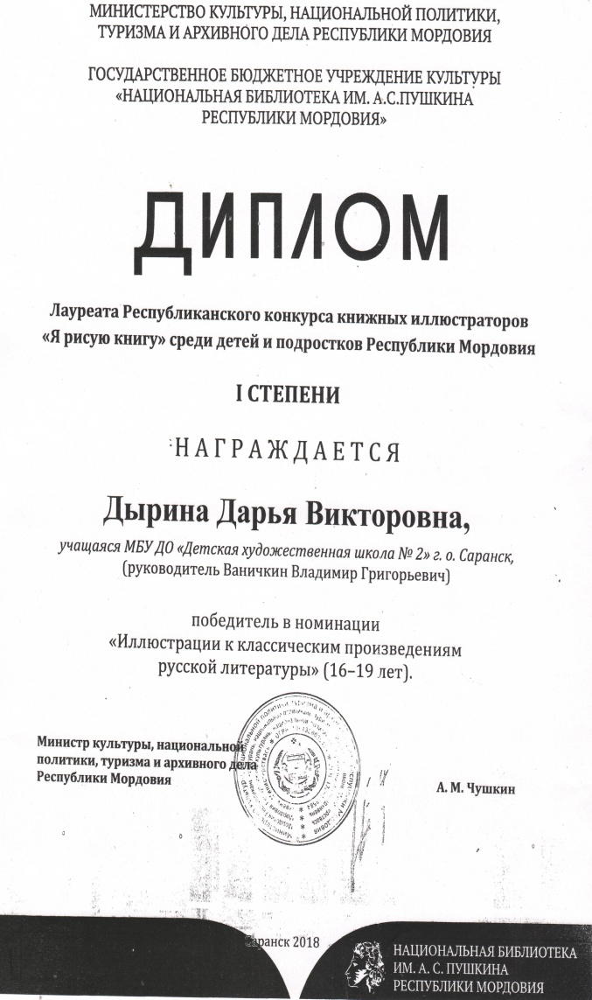 МИНИСТЕРСТВО КУЛЬТУРЫ, НАЦИОНАЛЬНОЙ ПОЛИТИКИ,
ТУРИЗМА И АРХИВНОГО ДЕЛА РЕСПУБЛИКИ МОРДОВИЯ
ГОСУДАРСТВЕННОЕ БЮДЖЕТНОЕ УЧРЕЖДЕНИЕ КУЛЬТУРЫ
«НАЦИОНАЛЬНАЯ БИБЛИОТЕКА ИМ. А.С.ПУШКИНА
РЕСПУБЛИКИ МОРДОВИЯ»
ДИПЛОМ
Лауреата Республиканского конкурса книжных иллюстраторов
«Я рисую книгу» среди детей и подростков Республики Мордовия
I СТЕПЕНИ
НАГРАЖДАЕТСЯ
Дырина Дарья Викторовна,
учащаяся МБУ ДО «Детская художественная школа № 2» г. о. Саранск,
(руководитель Ваничкин Владимир Григорьевич)
победитель в номинации
«Иллюстрации к классическим произведениям
русской литературы» (16–19 лет).
Министр культуры, национальной
политики, туризма и архивного дела
Республики Мордовия
А. М. Чушкин
Саранск 2018
НАЦИОНАЛЬНАЯ БИБЛИОТЕКА
ИМ. А. С. ПУШКИНА
РЕСПУБЛИКИ МОРДОВИЯ